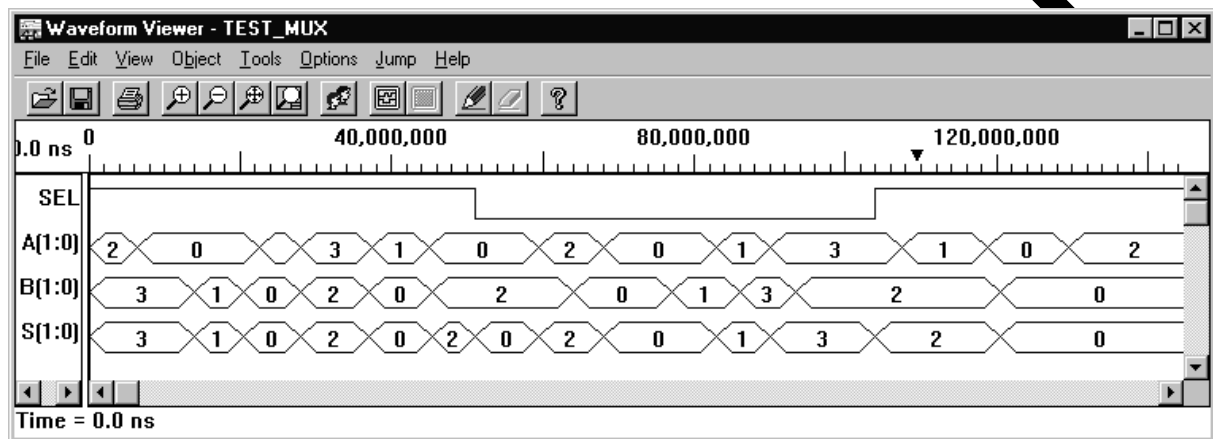 Waveform Viewer - TEST_MUX
File Edit View Object Tools Options Jump Help
0.0 ns 0 40,000,000 80,000,000 120,000,000
SEL
A(1:0) 2 0 3 1 0 2 0 1 3 1 0 2
B(1:0) 3 1 0 2 0 2 0 1 3 2 0
S(1:0) 3 1 0 2 0 2 0 2 0 1 3 2 0
Time = 0.0 ns